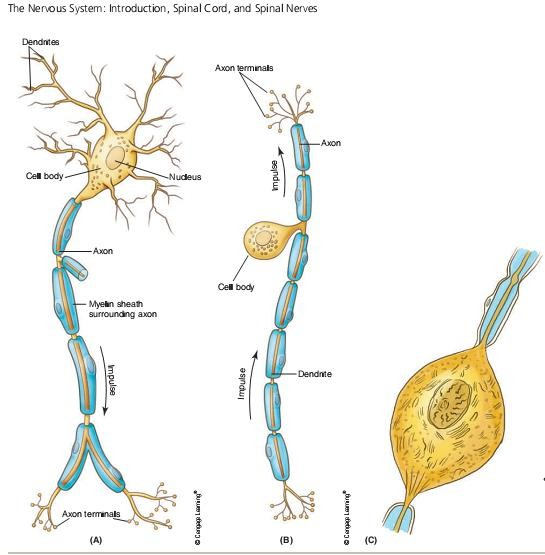 The Nervous System: Introduction, Spinal Cord, and Spinal Nerves
Dendrites
Cell body
Nucleus
Axon
Myelin sheath
surrounding axon
Impulse
Axon terminals
(A)
© Cengage Learning®
Axon terminals
Axon
Impulse
Cell body
Dendrite
Impulse
(B)
© Cengage Learning®
(C)